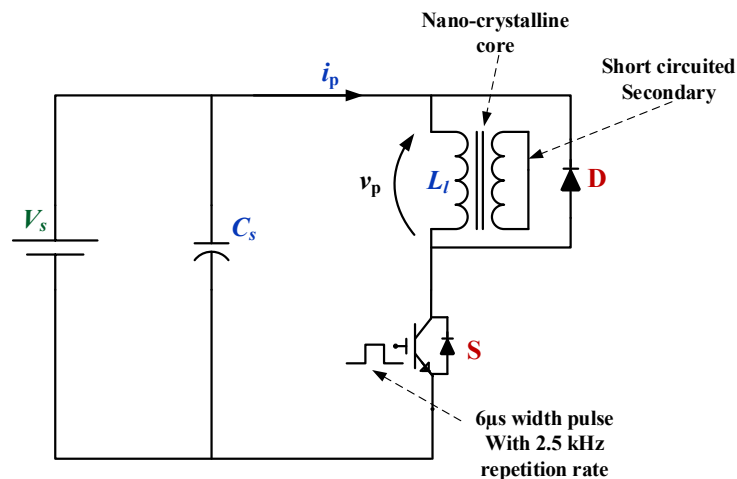 Nano-crystalline
core
Short circuited
Secondary
ip
vp
Ll
D
Vs
Cs
S
6µs width pulse
With 2.5 kHz
repetition rate